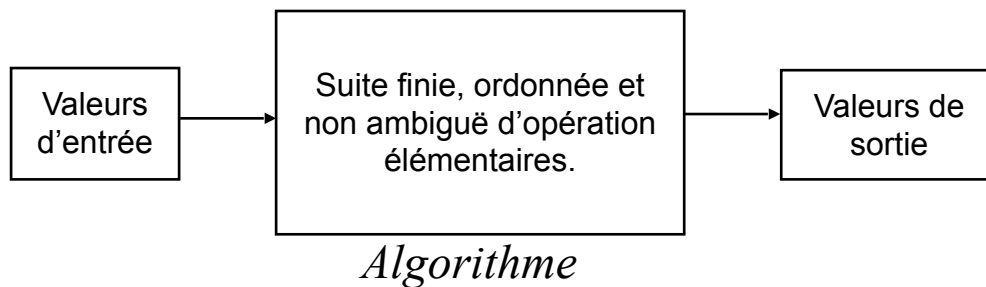 Valeurs
d’entrée
Suite finie, ordonnée et
non ambiguë d’opération
élémentaires.
Valeurs de
sortie
Algorithme